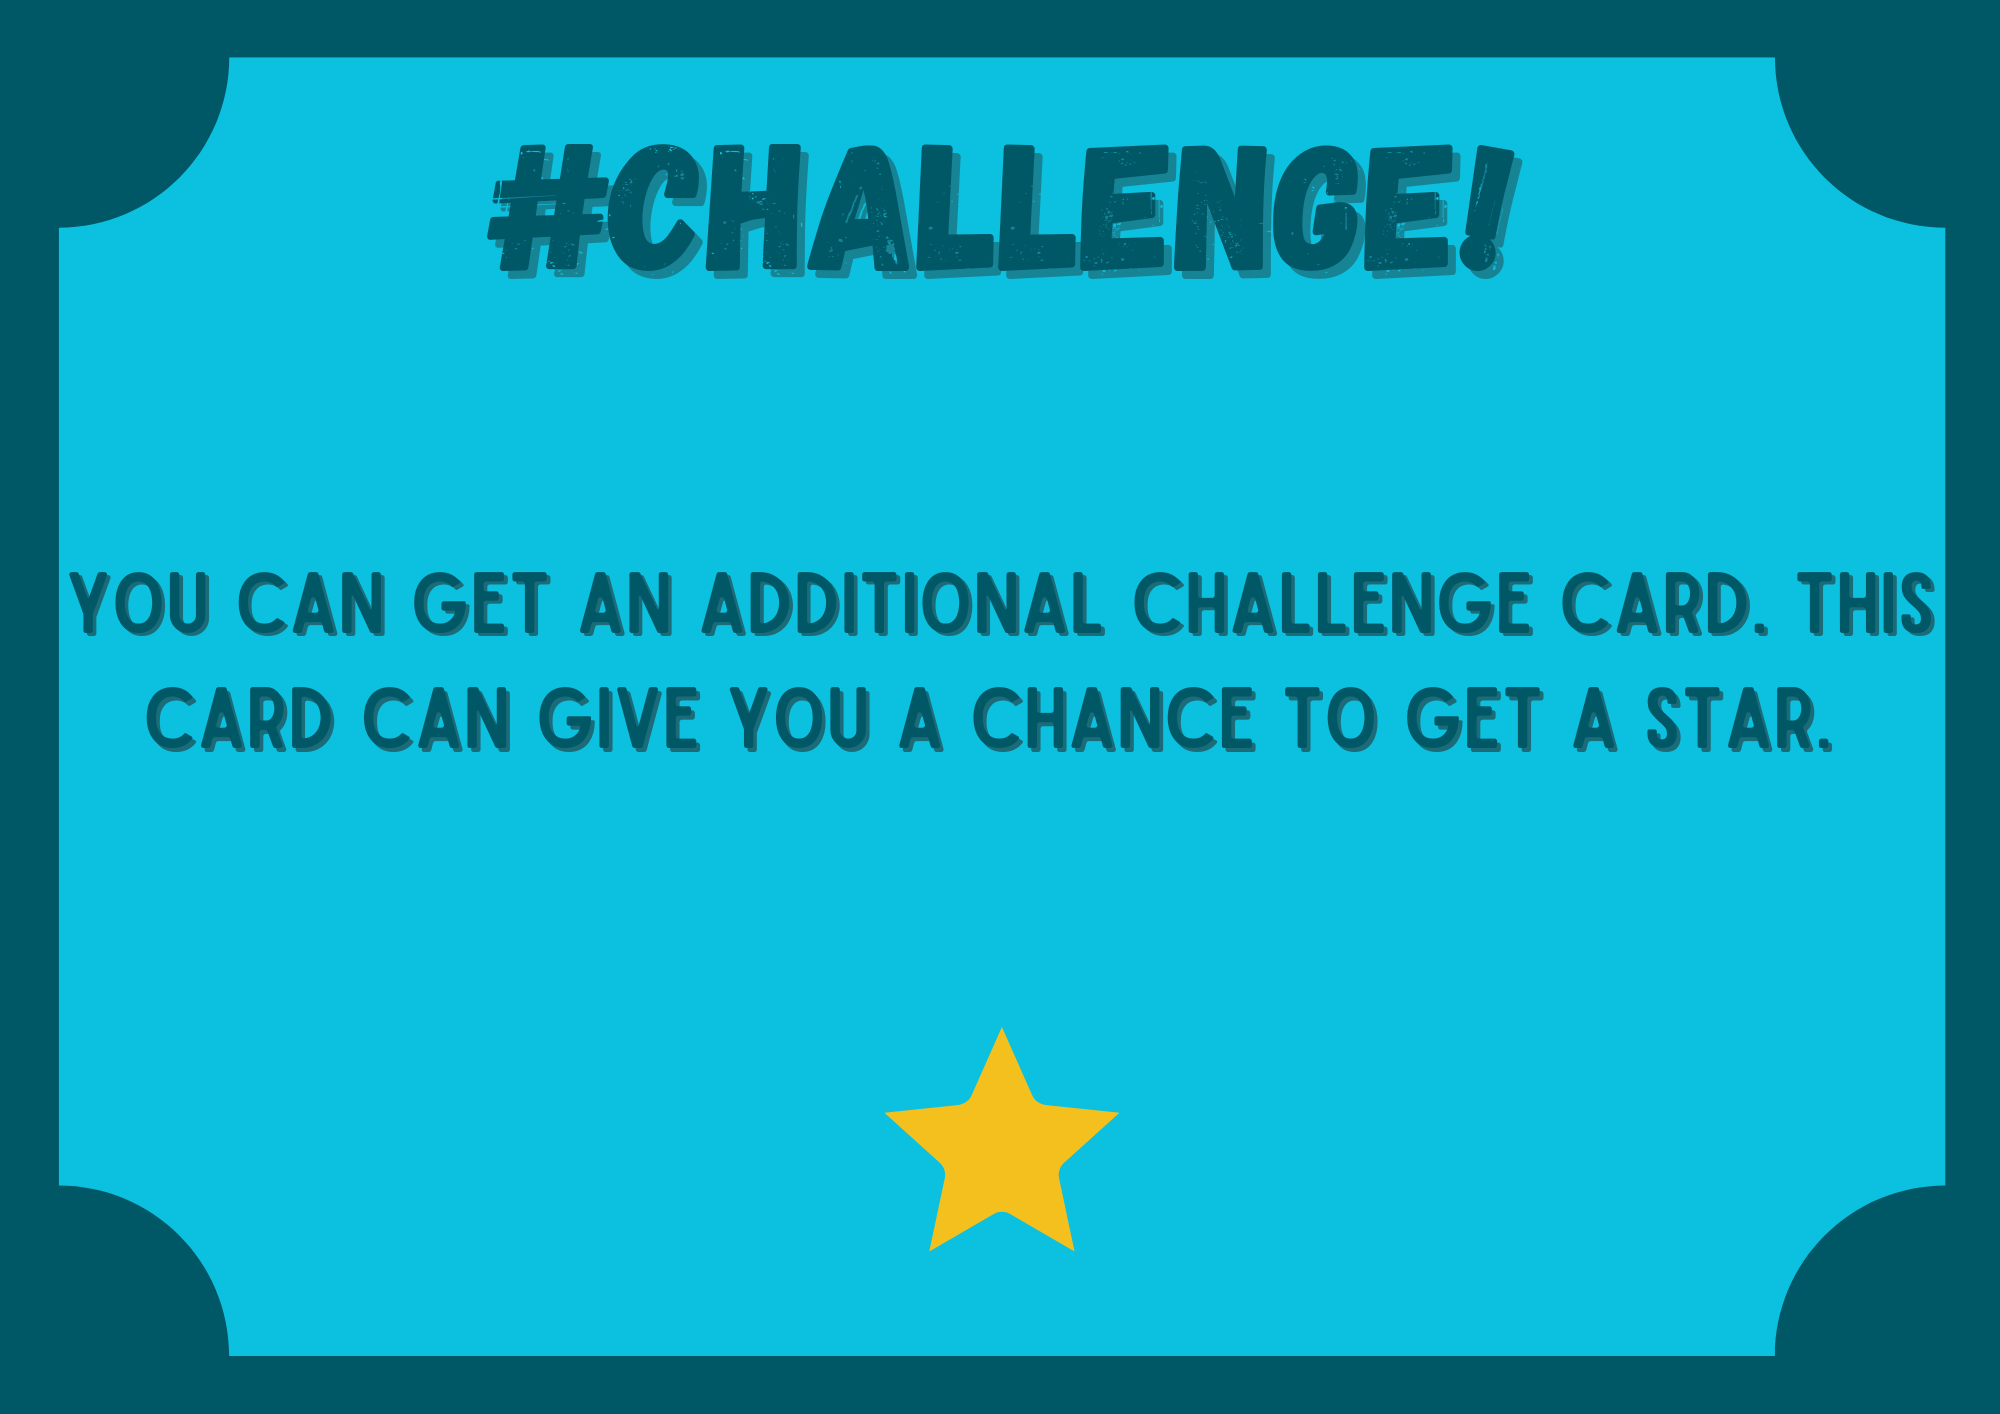 #CHALLENGE!
YOU CAN GET AN ADDITIONAL CHALLENGE CARD. THIS
CARD CAN GIVE YOU A CHANCE TO GET A STAR.